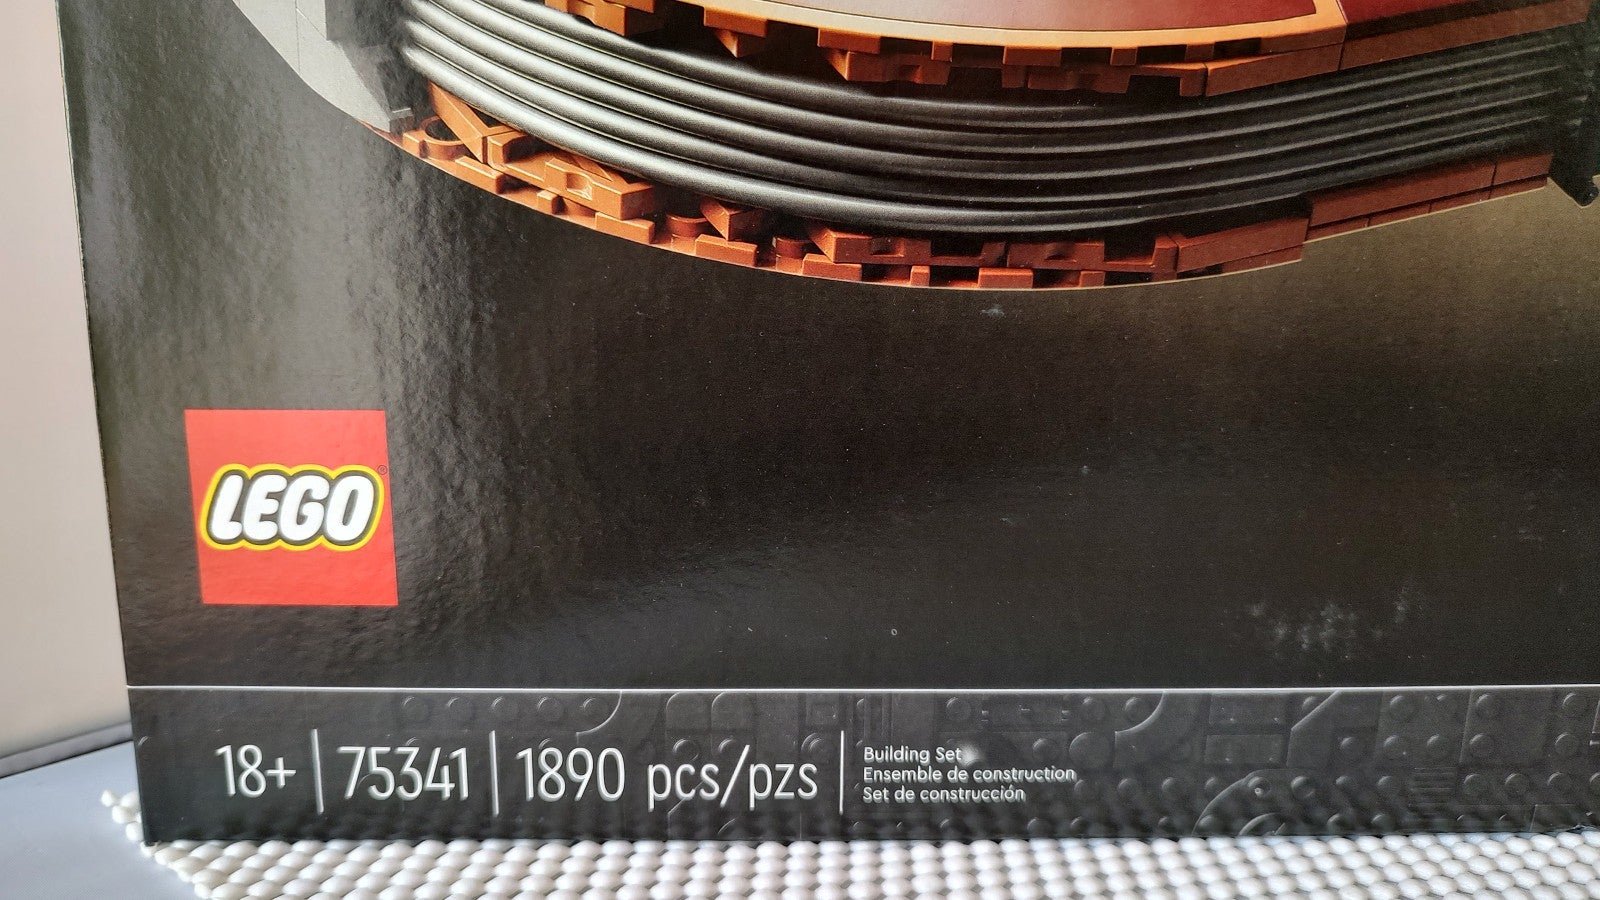 LEGO®
18+ | 75341 | 1890 pcs/pzs
Building Set
Ensemble de construction
Set de construcción